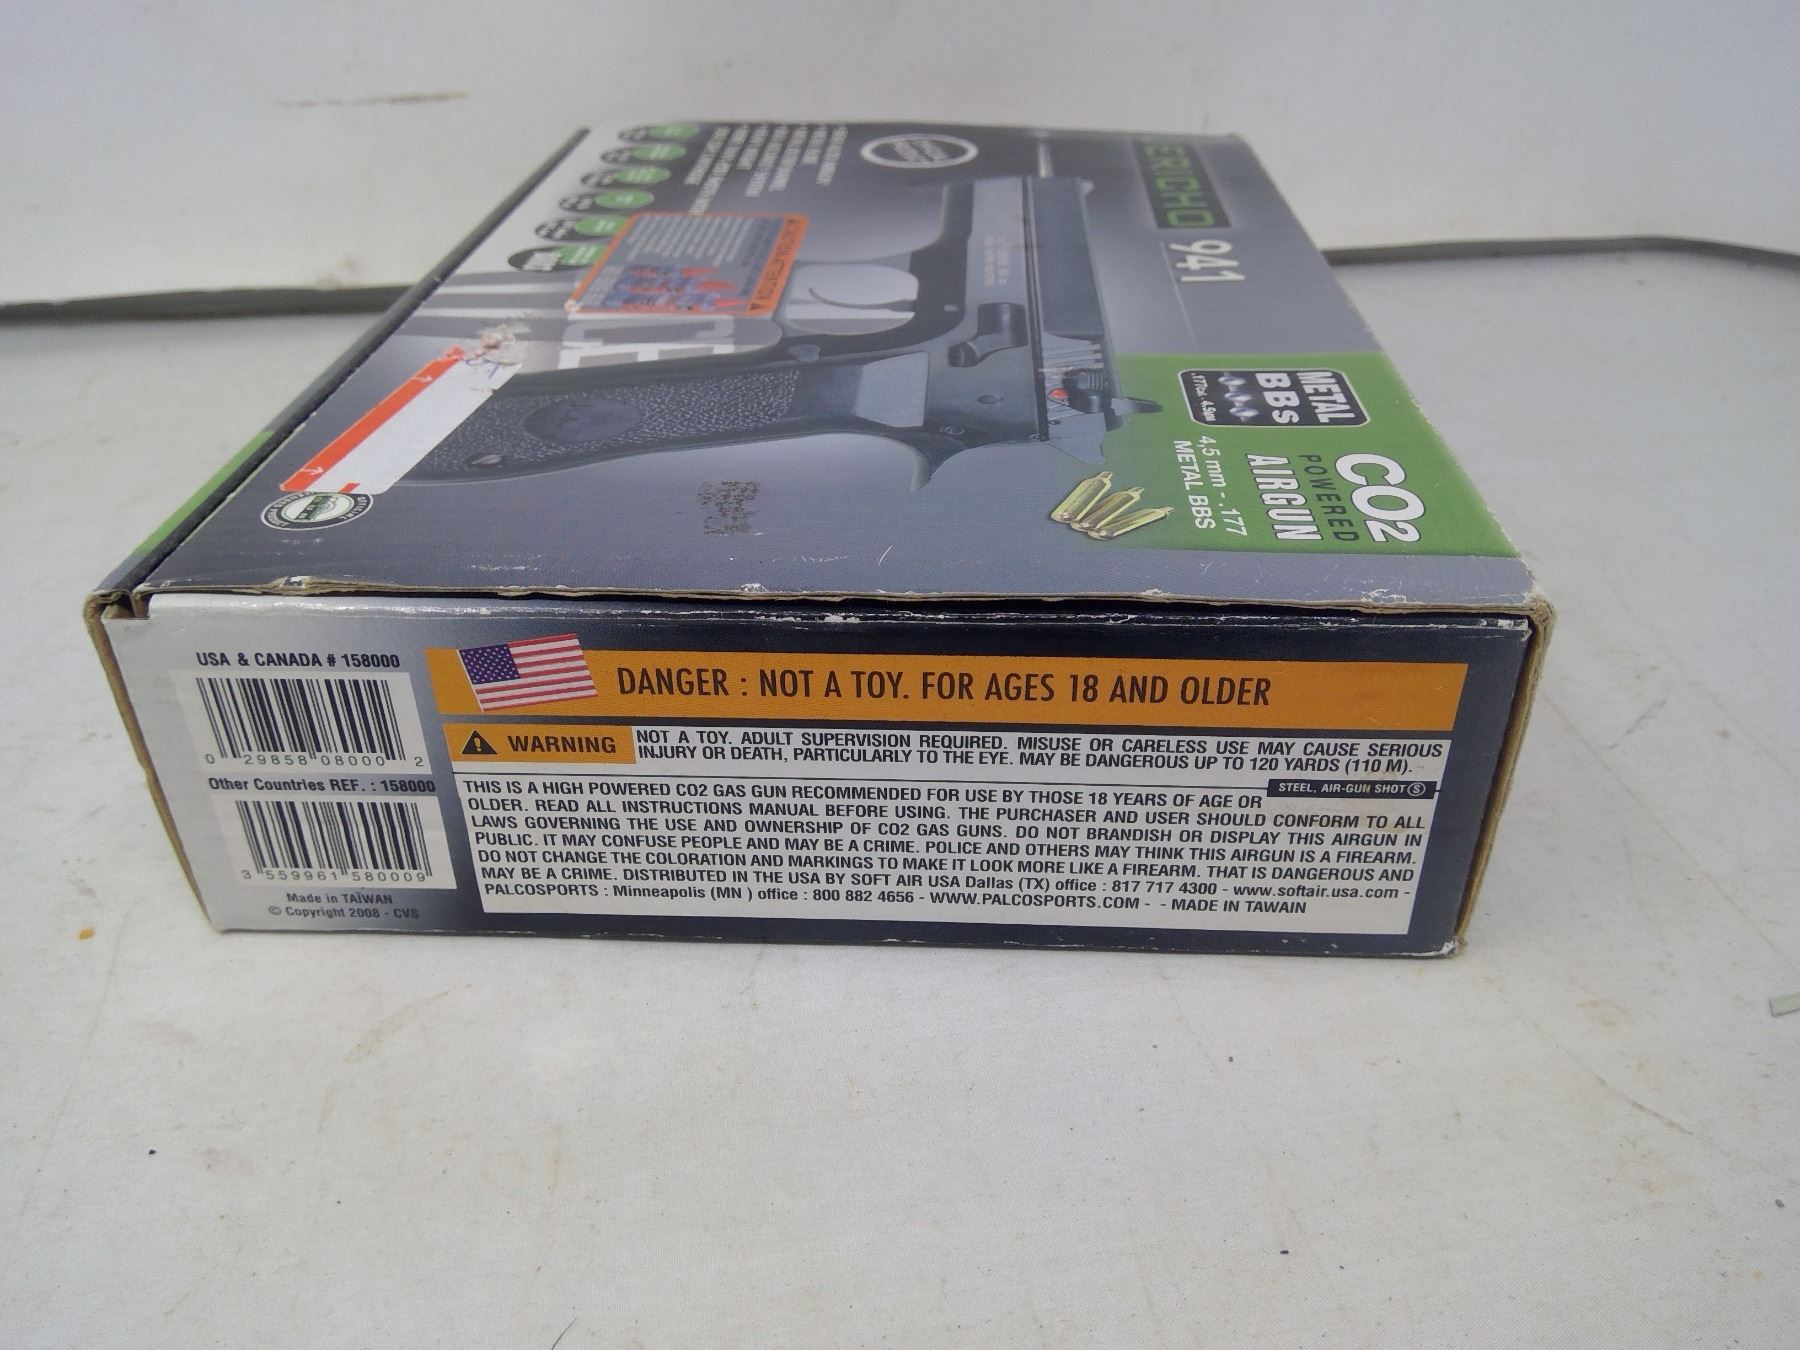 JERICHO 941
METAL
BBs
.177cal - 4,5MM
CO2
POWERED
AIRGUN
4,5 mm - .177
METAL BBS
USA & CANADA # 158000
0 29858 08000 2
Other Countries REF. : 158000
3 559961 580009
Made in TAIWAN
© Copyright 2008 - CVS
DANGER : NOT A TOY. FOR AGES 18 AND OLDER
WARNING
NOT A TOY. ADULT SUPERVISION REQUIRED. MISUSE OR CARELESS USE MAY CAUSE SERIOUS
INJURY OR DEATH, PARTICULARLY TO THE EYE. MAY BE DANGEROUS UP TO 120 YARDS (110 M).
STEEL, AIR-GUN SHOT Ⓢ
THIS IS A HIGH POWERED CO2 GAS GUN RECOMMENDED FOR USE BY THOSE 18 YEARS OF AGE OR
OLDER. READ ALL INSTRUCTIONS MANUAL BEFORE USING. THE PURCHASER AND USER SHOULD CONFORM TO ALL
LAWS GOVERNING THE USE AND OWNERSHIP OF CO2 GAS GUNS. DO NOT BRANDISH OR DISPLAY THIS AIRGUN IN
PUBLIC. IT MAY CONFUSE PEOPLE AND MAY BE A CRIME. POLICE AND OTHERS MAY THINK THIS AIRGUN IS A FIREARM.
DO NOT CHANGE THE COLORATION AND MARKINGS TO MAKE IT LOOK MORE LIKE A FIREARM. THAT IS DANGEROUS AND
MAY BE A CRIME. DISTRIBUTED IN THE USA BY SOFT AIR USA Dallas (TX) office : 817 717 4300 - www.softair.usa.com -
PALCOSPORTS : Minneapolis (MN ) office : 800 882 4656 - WWW.PALCOSPORTS.COM - - MADE IN TAWAIN